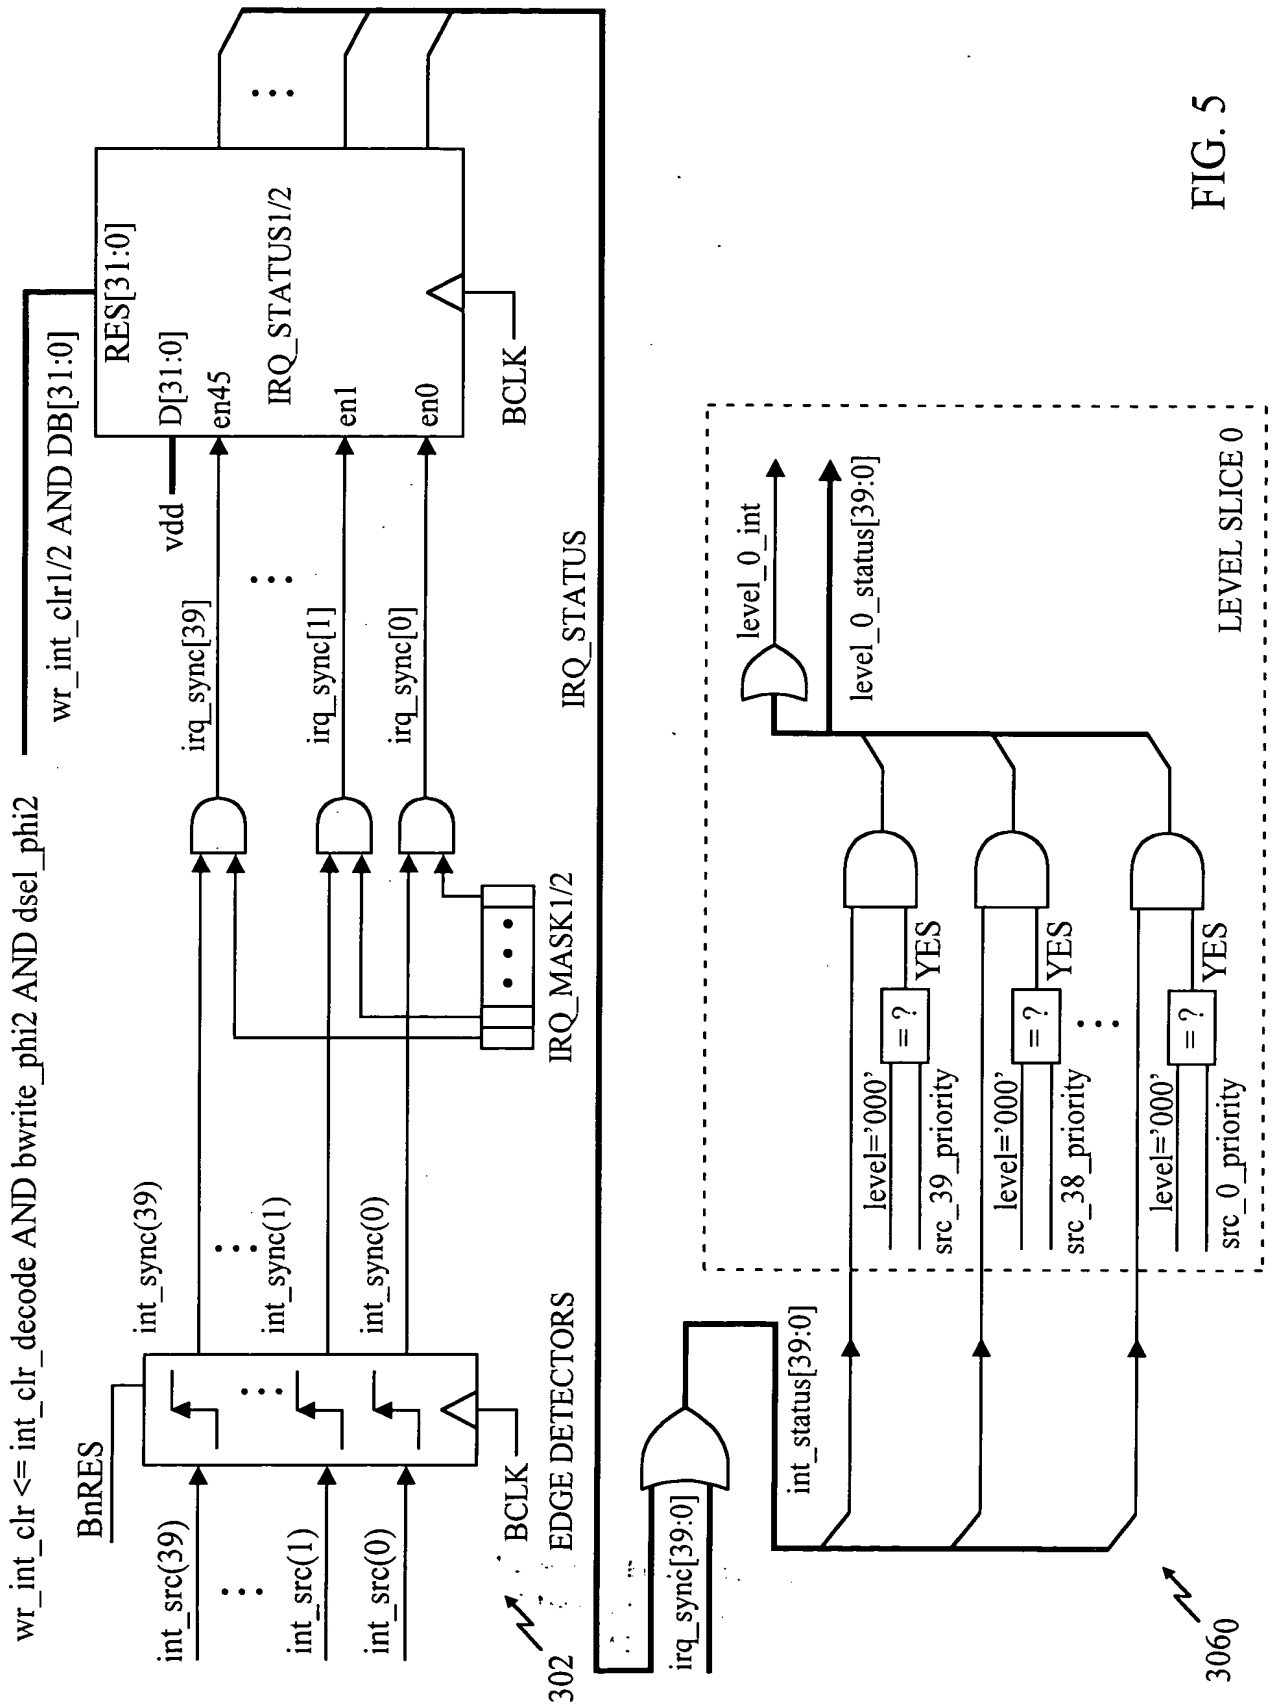 wr_int_clr <= int_clr_decode AND bwrite_phi2 AND dsel_phi2
wr_int_clr1/2 AND DB[31:0]
BnRES
int_src(39)
int_src(1)
int_src(0)
BCLK
302
EDGE DETECTORS
int_sync(39)
int_sync(1)
int_sync(0)
IRQ_MASK1/2
irq_sync[39]
irq_sync[1]
irq_sync[0]
vdd
RES[31:0]
D[31:0]
en45
IRQ_STATUS1/2
en1
en0
BCLK
IRQ_STATUS
irq_sync[39:0]
int_status[39:0]
level='000'
= ?
YES
src_39_priority
level='000'
= ?
YES
src_38_priority
level='000'
= ?
YES
src_0_priority
level_0_int
level_0_status[39:0]
LEVEL SLICE 0
3060
FIG. 5